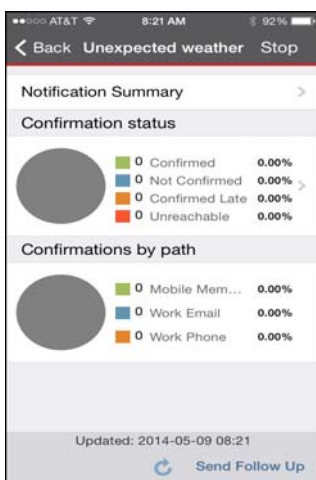 AT&T 8:21 AM 92%
Back Unexpected weather Stop
Notification Summary
Confirmation status
0 Confirmed 0.00%
0 Not Confirmed 0.00%
0 Confirmed Late 0.00%
0 Unreachable 0.00%
Confirmations by path
0 Mobile Mem... 0.00%
0 Work Email 0.00%
0 Work Phone 0.00%
Updated: 2014-05-09 08:21
Send Follow Up